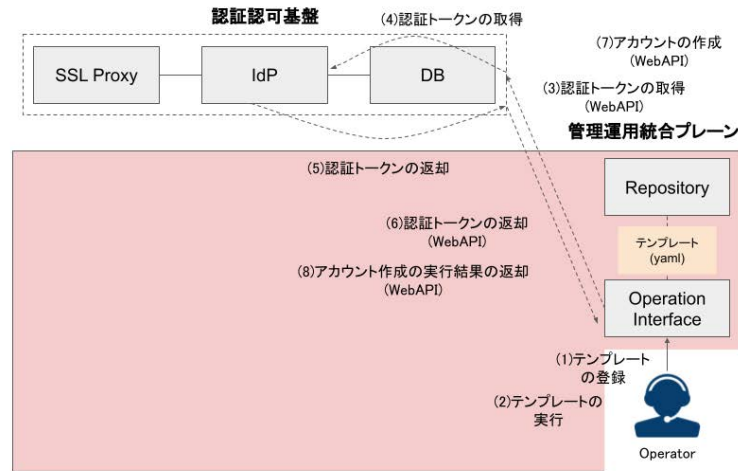 認証認可基盤
(4)認証トークンの取得
(7)アカウントの作成
(WebAPI)
SSL Proxy
IdP
DB
(3)認証トークンの取得
(WebAPI)
管理運用統合プレーン
(5)認証トークンの返却
Repository
(6)認証トークンの返却
(WebAPI)
テンプレート
(yaml)
(8)アカウント作成の実行結果の返却
(WebAPI)
Operation
Interface
(1)テンプレート
の登録
(2)テンプレートの
実行
Operator